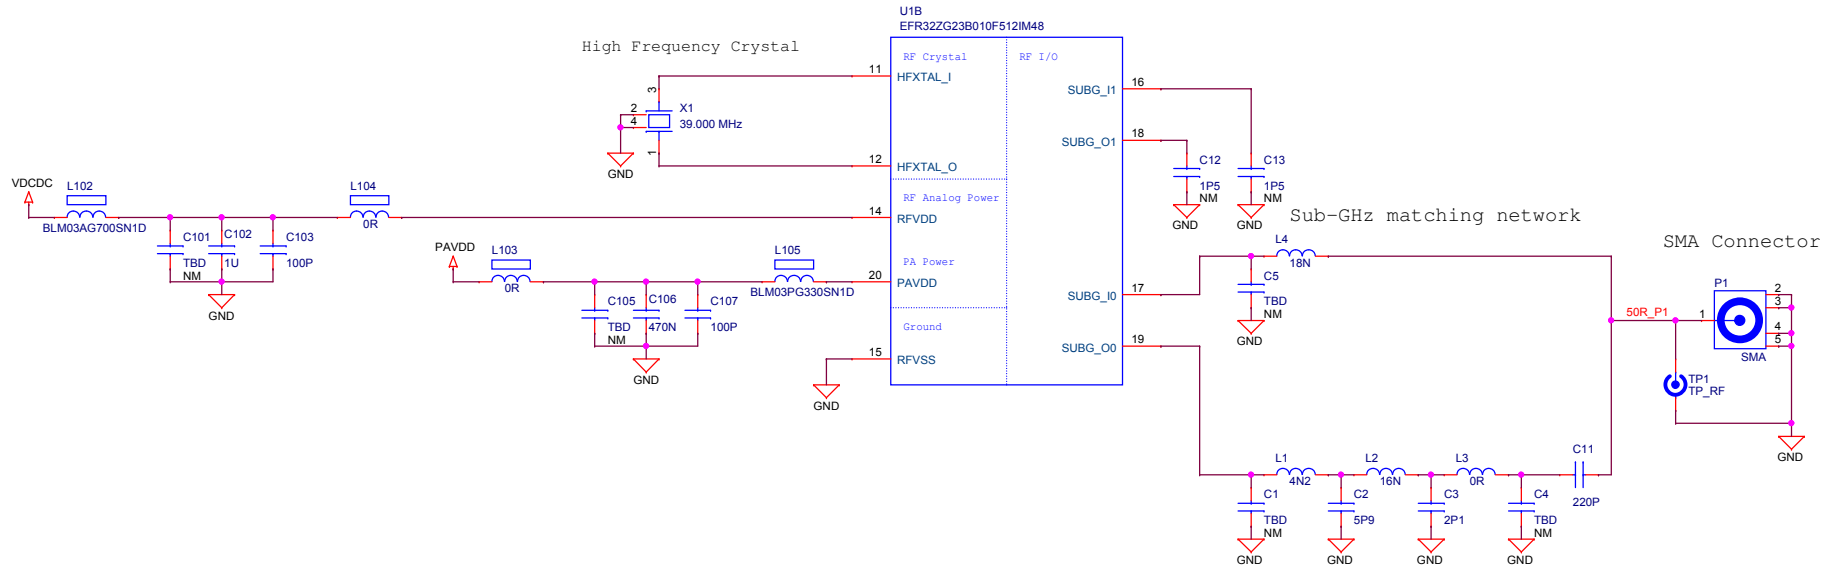 U1B
EFR32ZG23B010F512IM48
High Frequency Crystal
RF Crystal
RF I/O
11
HFXTAL_I
16
SUBG_I1
3
2
4
X1
39.000 MHz
1
GND
12
HFXTAL_O
18
SUBG_O1
C12
1P5
NM
GND
C13
1P5
NM
GND
VDCDC
L102
BLM03AG700SN1D
L104
0R
RF Analog Power
14
RFVDD
C101
TBD
NM
C102
1U
C103
100P
GND
Sub-GHz matching network
SMA Connector
PAVDD
L103
0R
L105
BLM03PG330SN1D
PA Power
20
PAVDD
C105
TBD
NM
C106
470N
C107
100P
GND
Ground
15
RFVSS
GND
17
SUBG_I0
19
SUBG_O0
L4
18N
C5
TBD
NM
GND
50R_P1
1
P1
2
3
4
5
SMA
TP1
TP_RF
GND
L1
4N2
L2
16N
L3
0R
C11
220P
C1
TBD
NM
GND
C2
5P9
GND
C3
2P1
GND
C4
TBD
NM
GND